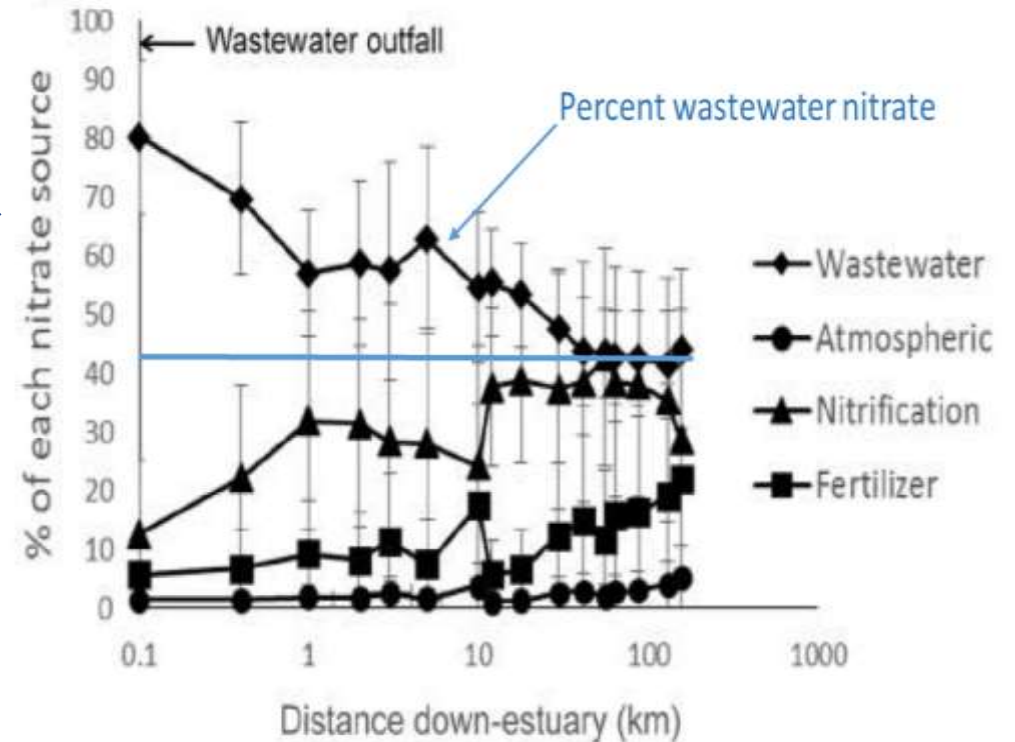 % of each nitrate source
100
90
80
70
60
50
40
30
20
10
0
Wastewater outfall
Percent wastewater nitrate
Wastewater
Atmospheric
Nitrification
Fertilizer
0.1 1 10 100 1000
Distance down-estuary (km)